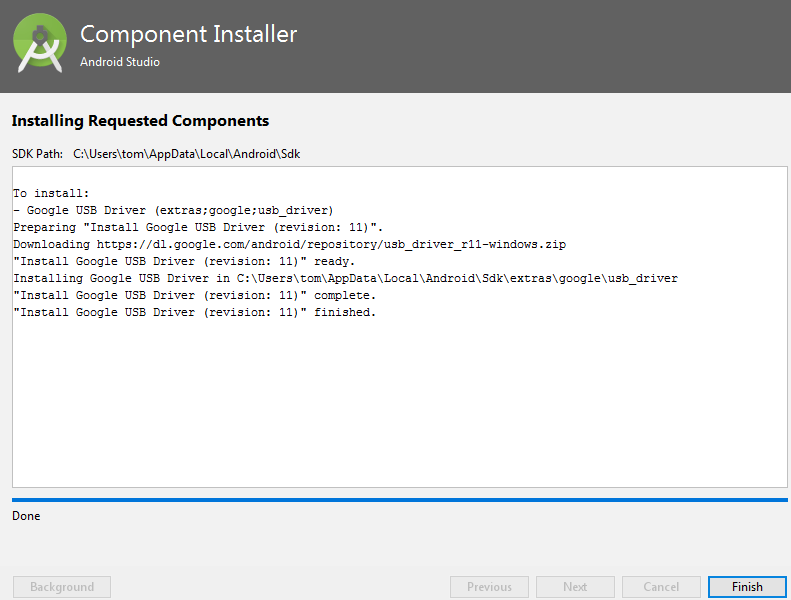 Component Installer
Android Studio
Installing Requested Components
SDK Path: C:\Users\tom\AppData\Local\Android\Sdk
To install:
- Google USB Driver (extras;google;usb_driver)
Preparing "Install Google USB Driver (revision: 11)".
Downloading https://dl.google.com/android/repository/usb_driver_r11-windows.zip
"Install Google USB Driver (revision: 11)" ready.
Installing Google USB Driver in C:\Users\tom\AppData\Local\Android\Sdk\extras\google\usb_driver
"Install Google USB Driver (revision: 11)" complete.
"Install Google USB Driver (revision: 11)" finished.
Done
Background Previous Next Cancel Finish